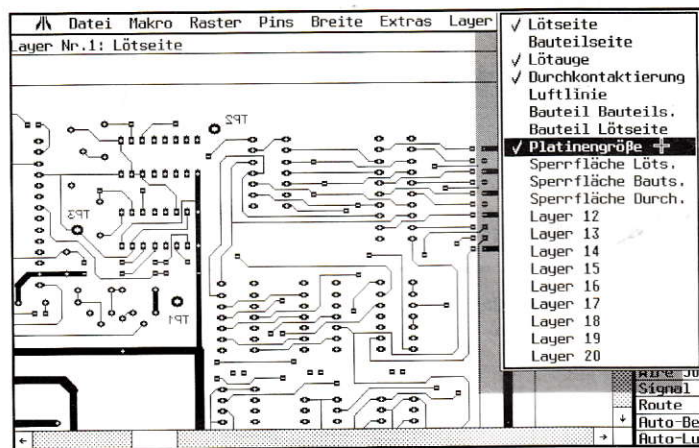 Datei Makro Raster Pins Breite Extras Layer
Layer Nr.1: Lötseite
√ Lötseite
Bauteilseite
√ Lötauge
√ Durchkontaktierung
Luftlinie
Bauteil Bauteils.
Bauteil Lötseite
√ Platinengröße
Sperrfläche Löts.
Sperrfläche Bauts.
Sperrfläche Durch.
Layer 12
Layer 13
Layer 14
Layer 15
Layer 16
Layer 17
Layer 18
Layer 19
Layer 20
TP2
TP3
TP1
Signal
Route
Auto-Be